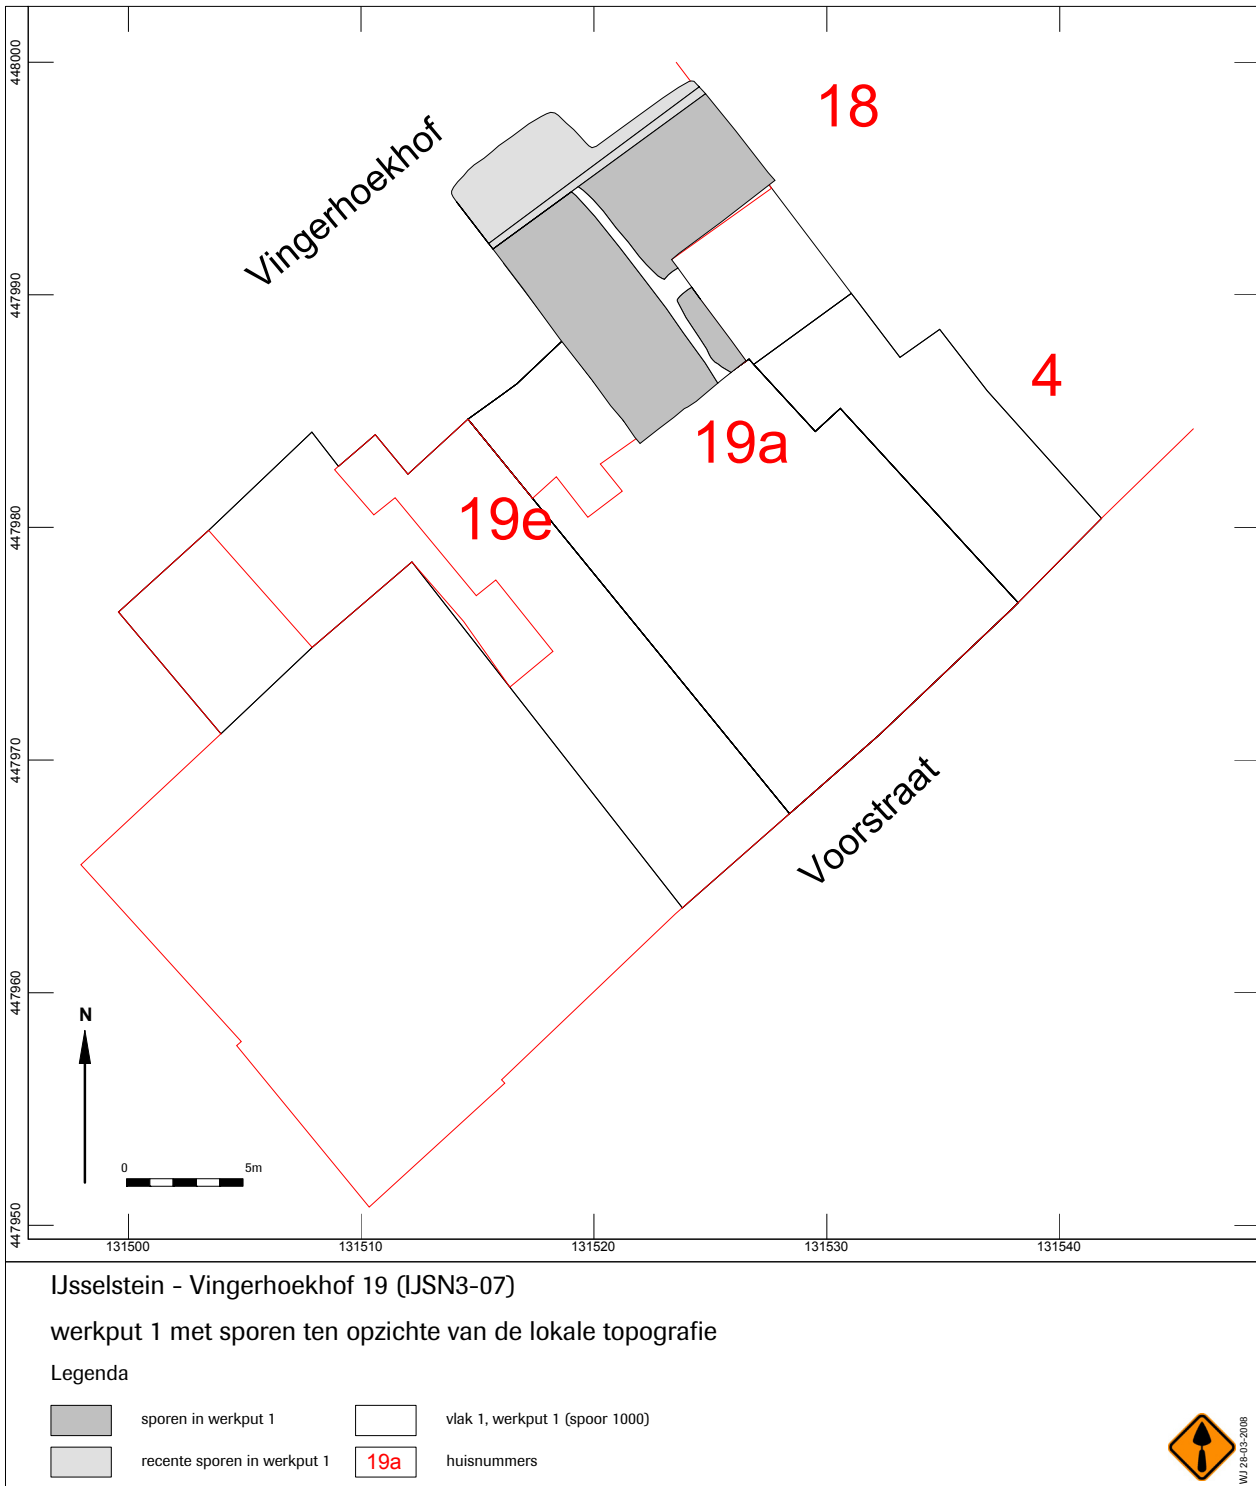 448000
447990
447980
447970
447960
447950
Vingerhoekhof
18
4
19a
19e
Voorstraat
N
0 5m
131500 131510 131520 131530 131540
IJsselstein - Vingerhoekhof 19 (IJSN3-07)
werkput 1 met sporen ten opzichte van de lokale topografie
Legenda
sporen in werkput 1
vlak 1, werkput 1 (spoor 1000)
recente sporen in werkput 1
19a huisnummers
WJ 28-03-2008